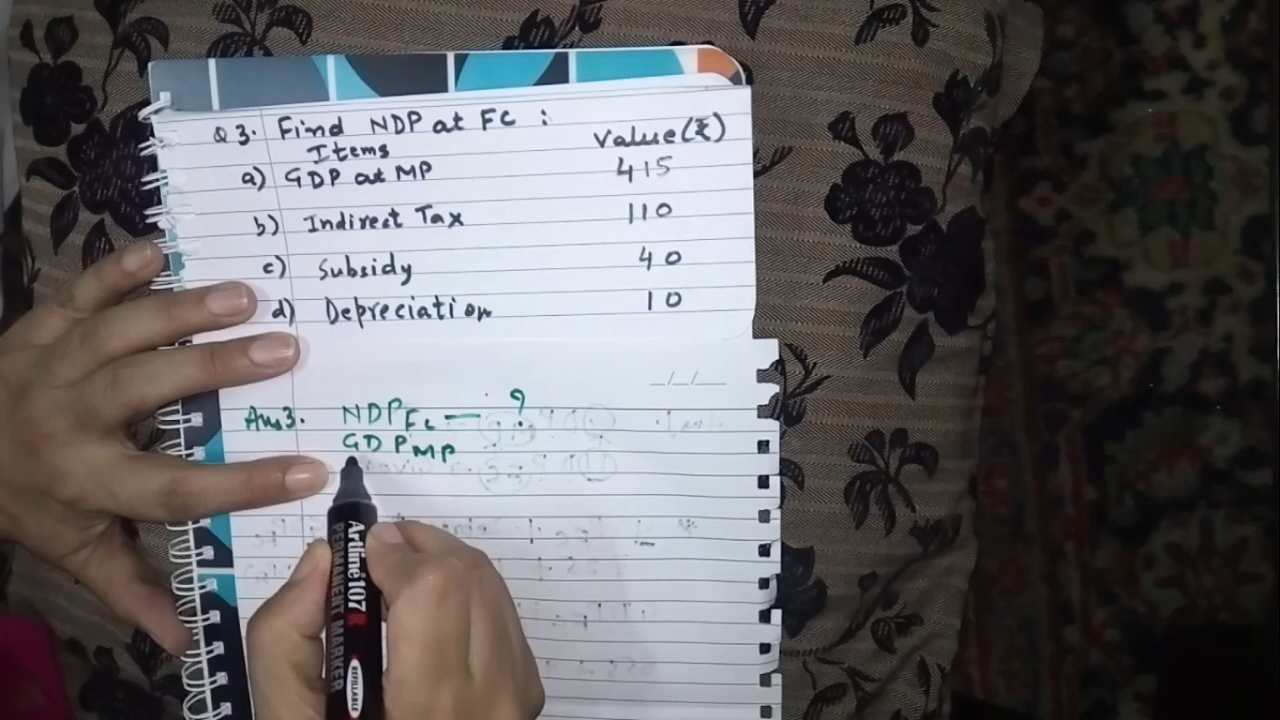 Q3. Find NDP at FC :
Items Value(₹)
a) GDP at MP 415
b) Indirect Tax 110
c) Subsidy 40
d) Depreciation 10
_/_/_
Ans3. NDPFC — ?
GDPMP
Artline 107
PERMANENT MARKER
REFILLABLE